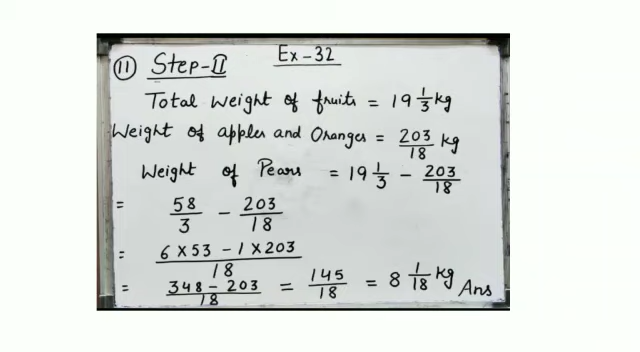 Ex-32
(11) Step-II
Total Weight of fruits = 19 1/3 kg
Weight of apples and Oranges = 203/18 kg
Weight of Pears = 19 1/3 - 203/18
= 58/3 - 203/18
= 6×53 - 1×203/18
= 348 - 203/18 = 145/18 = 8 1/18 kg Ans